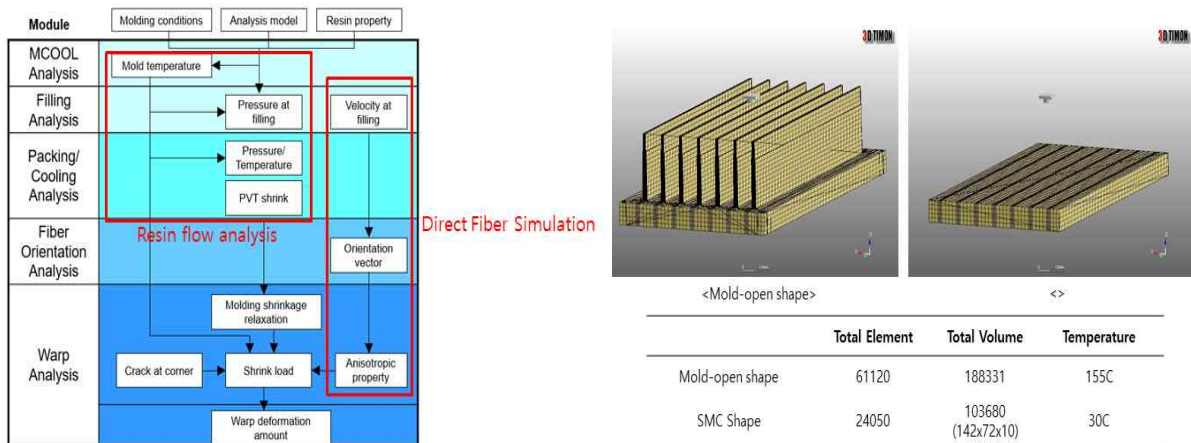 Module
Molding conditions
Analysis model
Resin property
MCOOL
Analysis
Mold temperature
Filling
Analysis
Pressure at
filling
Velocity at
filling
Packing/
Cooling
Analysis
Pressure/
Temperature
PVT shrink
Direct Fiber Simulation
Resin flow analysis
Fiber
Orientation
Analysis
Orientation
vector
Warp
Analysis
Molding shrinkage
relaxation
Crack at corner
Shrink load
Anisotropic
property
Warp deformation
amount
3D TIMON
3D TIMON
<Mold-open shape>
<>
Total Element Total Volume Temperature
Mold-open shape 61120 188331 155C
SMC Shape 24050 103680
(142x72x10) 30C